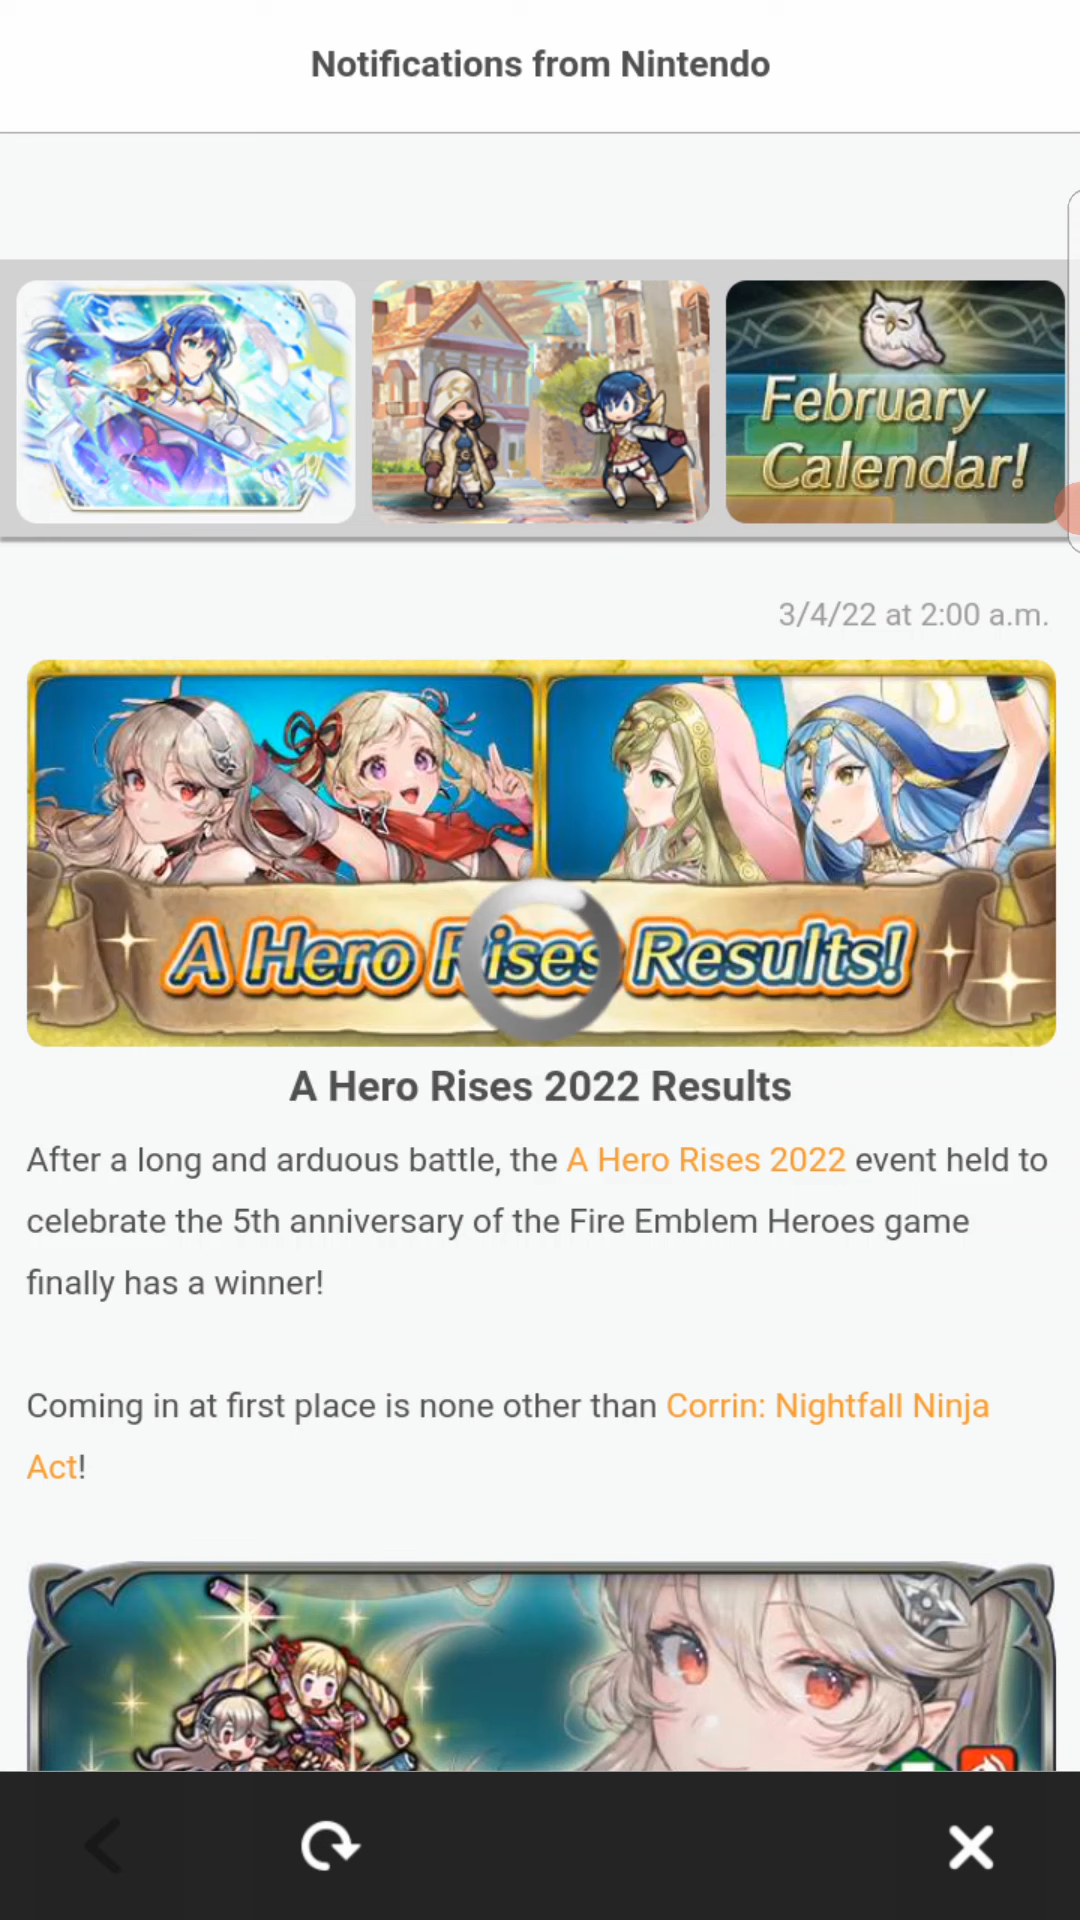 Notifications from Nintendo
February
Calendar!
3/4/22 at 2:00 a.m.
A Hero Rises Results!
A Hero Rises 2022 Results
After a long and arduous battle, the A Hero Rises 2022 event held to
celebrate the 5th anniversary of the Fire Emblem Heroes game
finally has a winner!
Coming in at first place is none other than Corrin: Nightfall Ninja
Act!